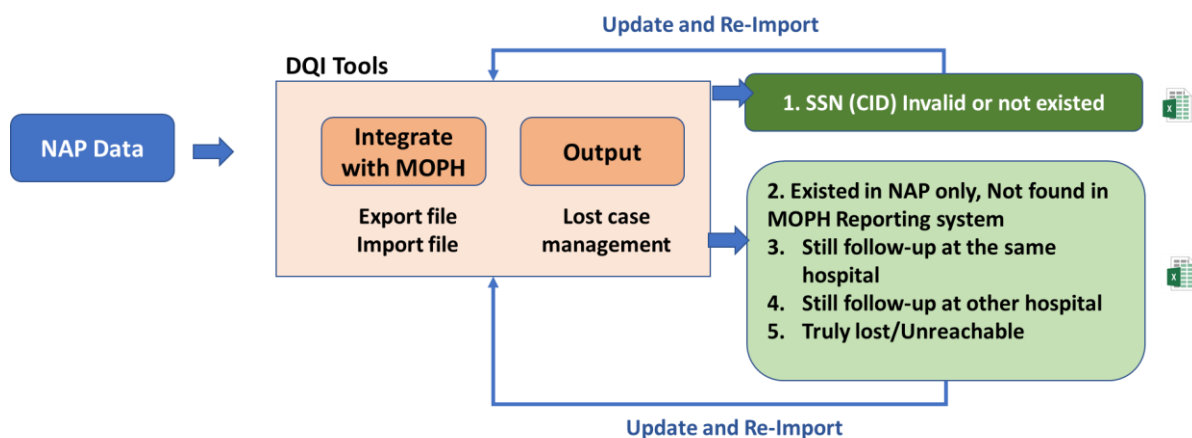 Update and Re-Import
DQI Tools
NAP Data
Integrate
with MOPH
Export file
Import file
Output
Lost case
management
1. SSN (CID) Invalid or not existed
2. Existed in NAP only, Not found in
MOPH Reporting system
3. Still follow-up at the same
hospital
4. Still follow-up at other hospital
5. Truly lost/Unreachable
Update and Re-Import
X
X